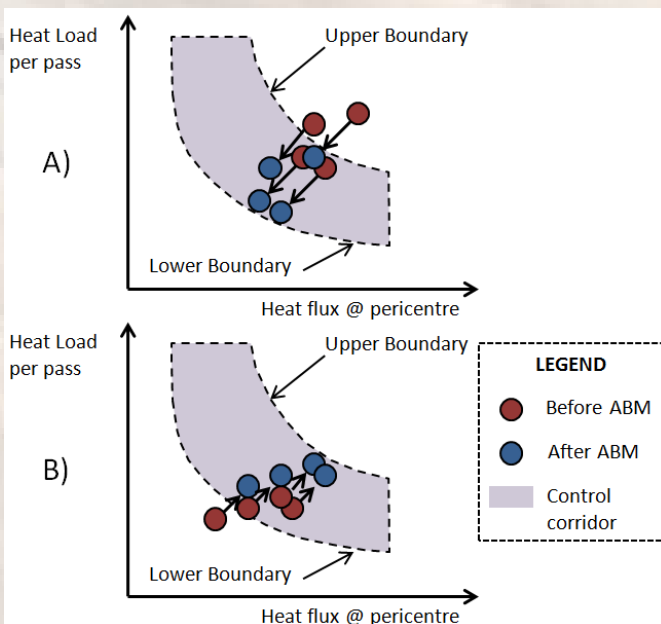 Heat Load
per pass
Upper Boundary
A)
Lower Boundary
Heat flux @ pericentre
Heat Load
per pass
Upper Boundary
B)
Lower Boundary
Heat flux @ pericentre
LEGEND
Before ABM
After ABM
Control
corridor